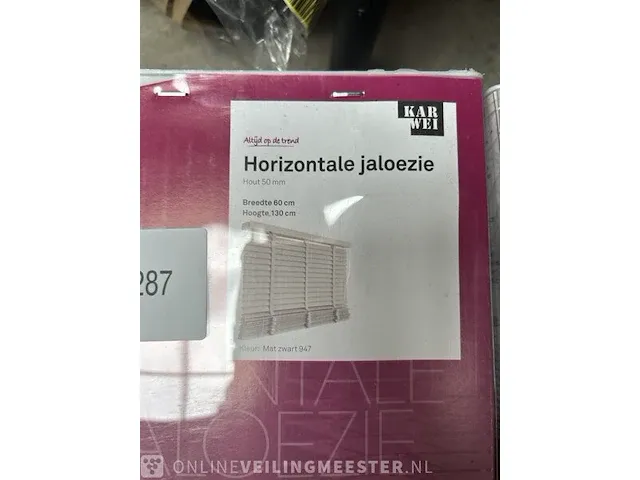 KAR
WEI
Altijd op de trend
Horizontale jaloezie
Hout 50 mm
Breedte 60 cm
Hoogte 130 cm
287
Kleur: Mat zwart 947
NTALE
ALOEZIE
ONLINEVEILINGMEESTER.NL